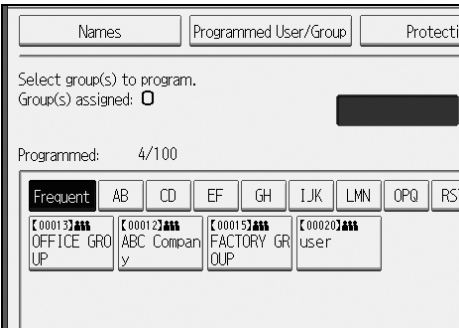 Names Programmed User/Group Protecti
Select group(s) to program.
Group(s) assigned: 0
Programmed: 4/100
Frequent AB CD EF GH IJK LMN OPQ RST
[00013] [00012] [00015] [00020]
OFFICE GRO ABC Compan FACTORY GR user
UP y OUP